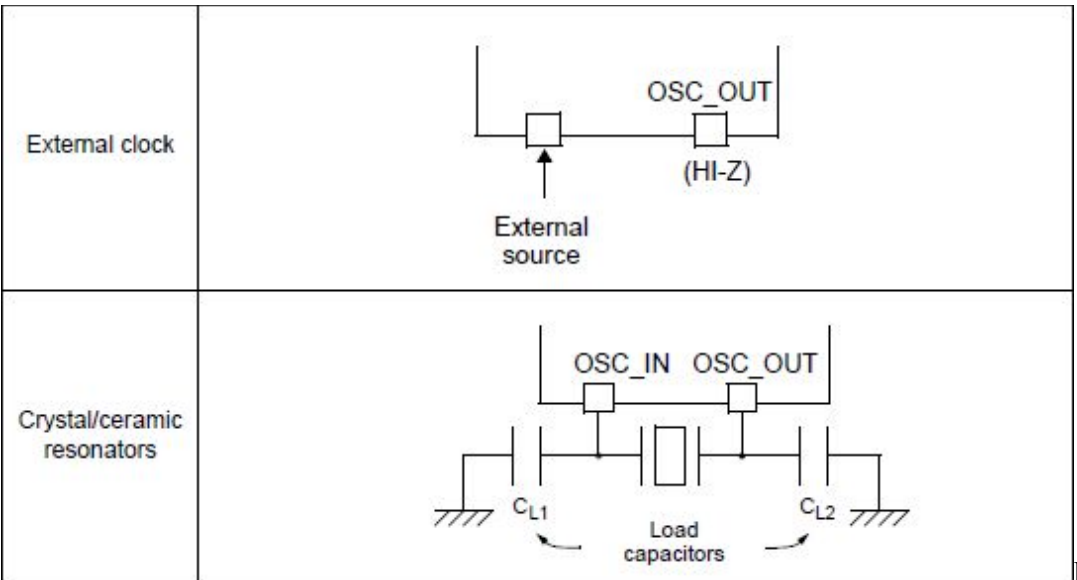 External clock
OSC_OUT
(HI-Z)
External
source
Crystal/ceramic
resonators
OSC_IN OSC_OUT
CL1
CL2
Load
capacitors